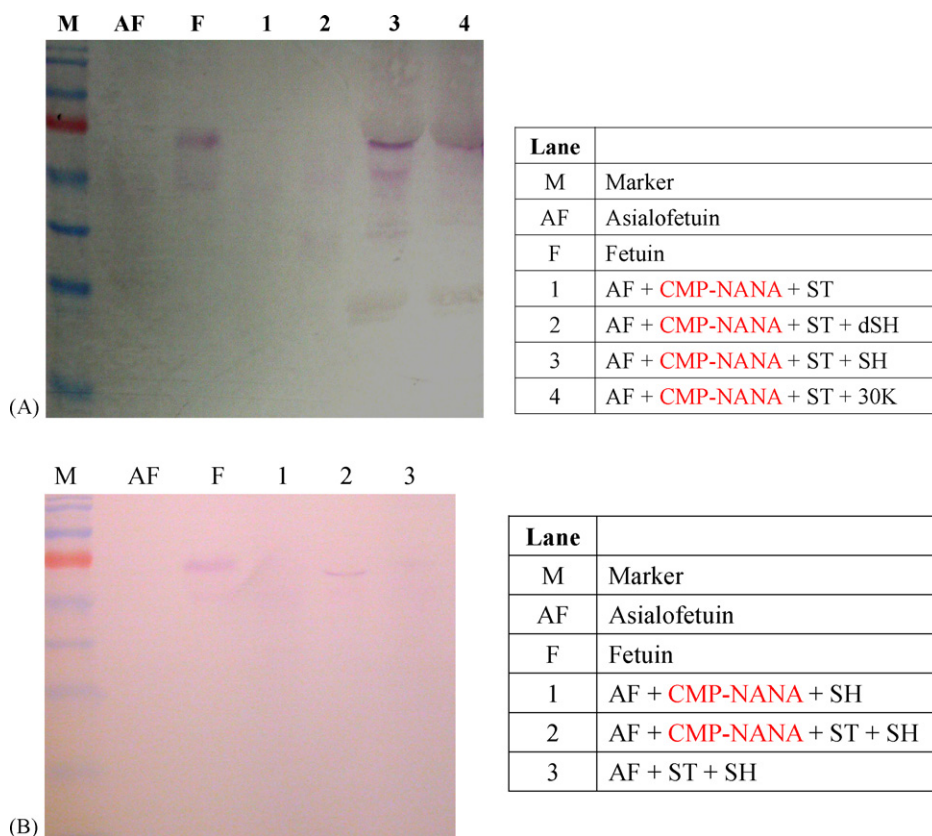 M AF F 1 2 3 4
(A)
Lane
M Marker
AF Asialofetuin
F Fetuin
1 AF + CMP-NANA + ST
2 AF + CMP-NANA + ST + dSH
3 AF + CMP-NANA + ST + SH
4 AF + CMP-NANA + ST + 30K
M AF F 1 2 3
(B)
Lane
M Marker
AF Asialofetuin
F Fetuin
1 AF + CMP-NANA + SH
2 AF + CMP-NANA + ST + SH
3 AF + ST + SH